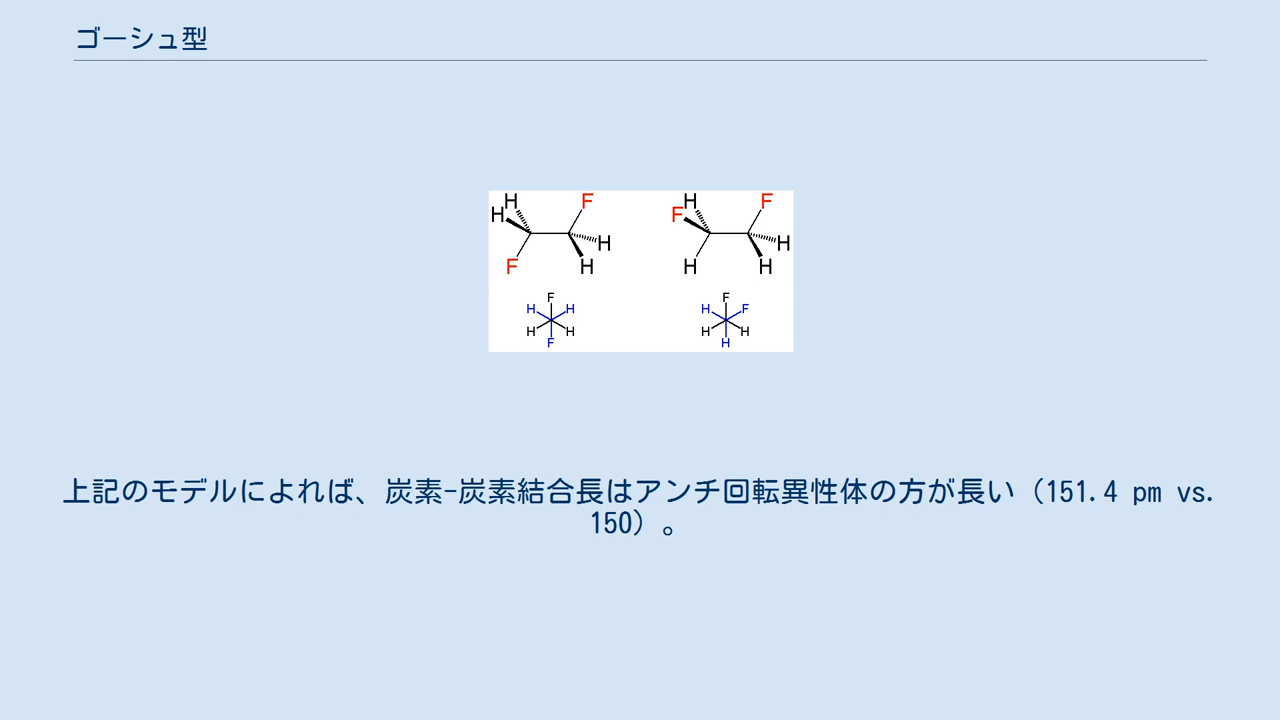 ゴーシュ型
H F H F
H F
H H
F H H H
F F
H H H F
H H H H
F H
上記のモデルによれば、炭素-炭素結合長はアンチ回転異性体の方が長い（151.4 pm vs.
150）。